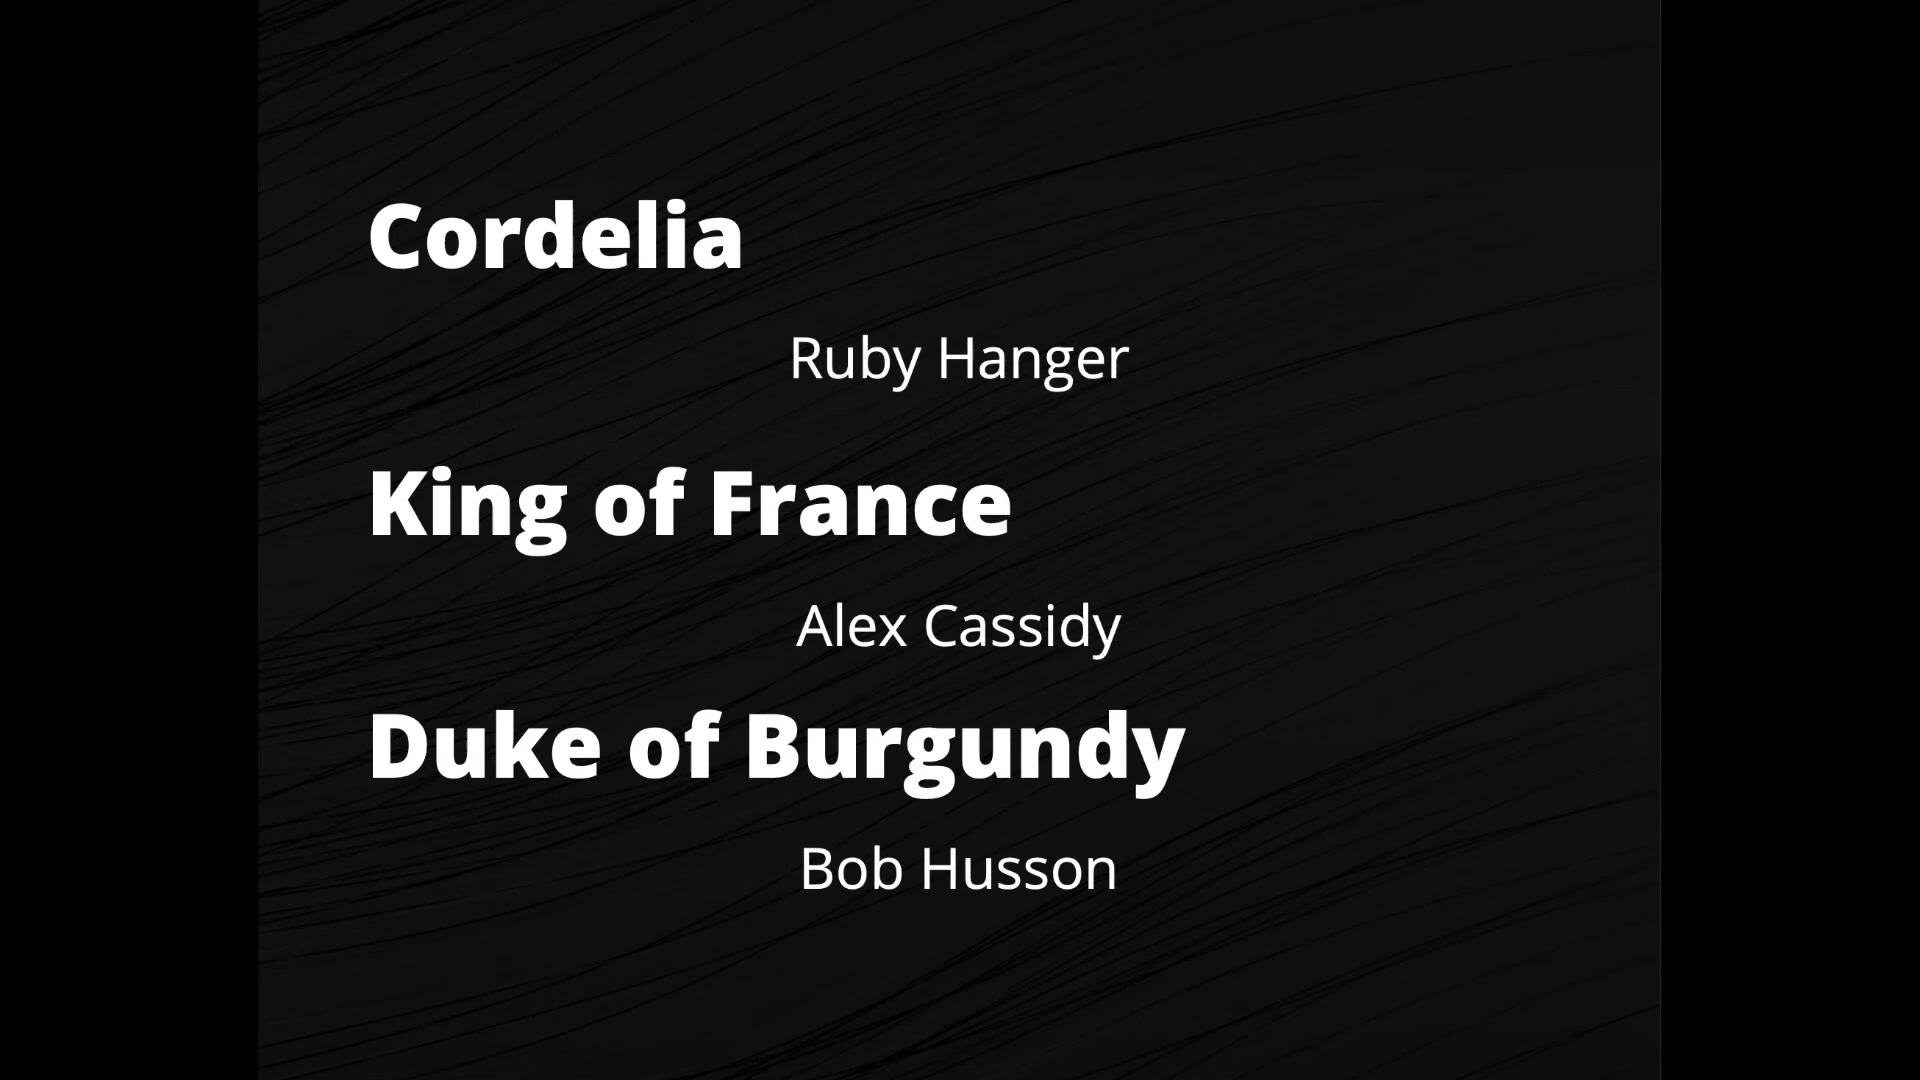 Cordelia
Ruby Hanger
King of France
Alex Cassidy
Duke of Burgundy
Bob Husson